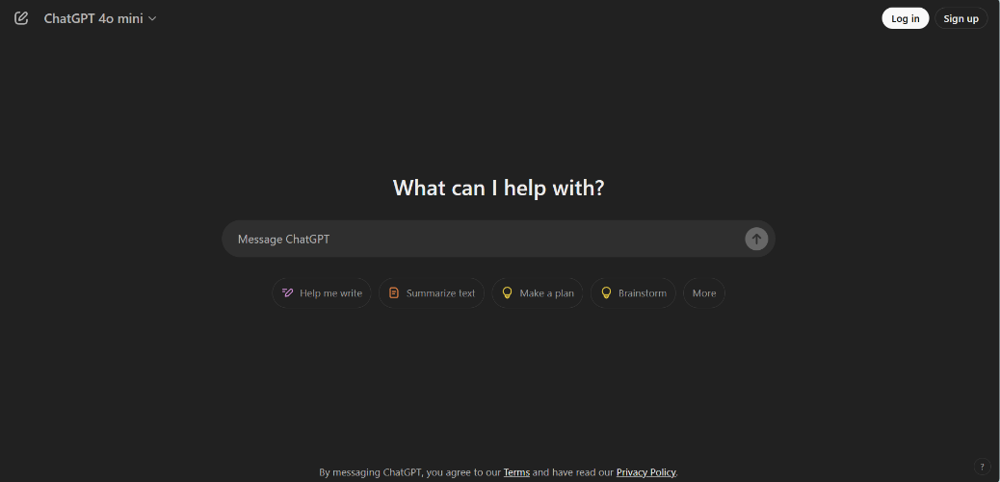 ChatGPT 4o mini
Log in
Sign up
What can I help with?
Message ChatGPT
Help me write
Summarize text
Make a plan
Brainstorm
More
By messaging ChatGPT, you agree to our Terms and have read our Privacy Policy.
?